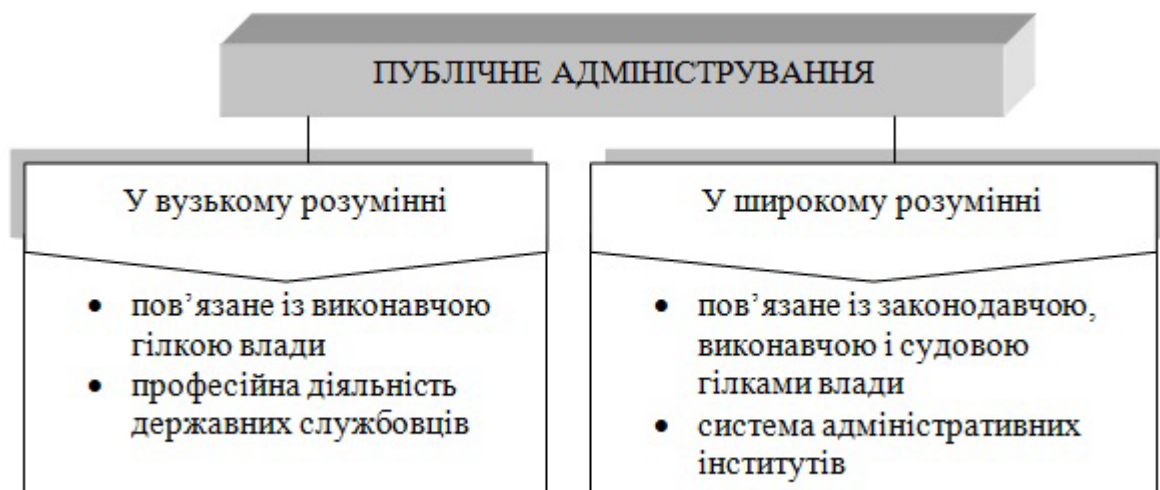 ПУБЛІЧНЕ АДМІНІСТРУВАННЯ
У вузькому розумінні
• пов’язане із виконавчою
гілкою влади
• професійна діяльність
державних службовців
У широкому розумінні
• пов’язане із законодавчою,
виконавчою і судовою
гілками влади
• система адміністративних
інститутів